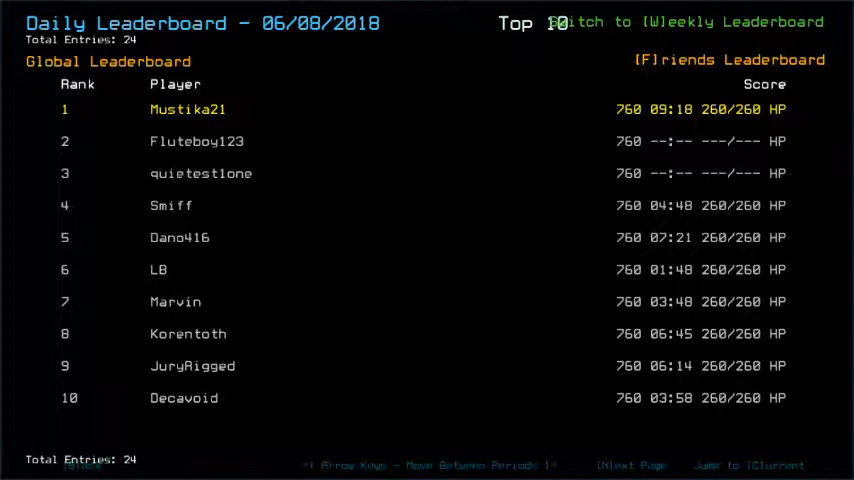 Daily Leaderboard - 06/08/2018 Top 10 Switch to [W]eekly Leaderboard
Total Entries: 24
Global Leaderboard [F]riends Leaderboard
Rank Player Score
1 Mustika21 760 09:18 260/260 HP
2 Fluteboy123 760 --:-- ---/--- HP
3 quietest1one 760 --:-- ---/--- HP
4 Smiff 760 04:48 260/260 HP
5 Dano416 760 07:21 260/260 HP
6 LB 760 01:48 260/260 HP
7 Marvin 760 03:48 260/260 HP
8 Korentoth 760 06:45 260/260 HP
9 JuryRigged 760 06:14 260/260 HP
10 Decavoid 760 03:58 260/260 HP
Total Entries: 24
[B]ack *[ Arrow Keys - Move Between Periods ]* [N]ext Page Jump to [C]urrent